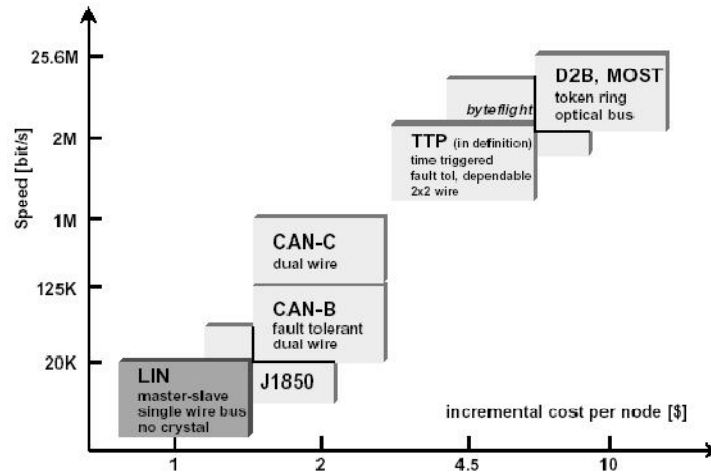 25.6M
2M
1M
125K
20K
Speed [bit/s]
D2B, MOST
token ring
optical bus
byteflight
TTP (in definition)
time triggered
fault tol, dependable
2x2 wire
CAN-C
dual wire
CAN-B
fault tolerant
dual wire
LIN
master-slave
single wire bus
no crystal
J1850
incremental cost per node [$]
1
2
4.5
10